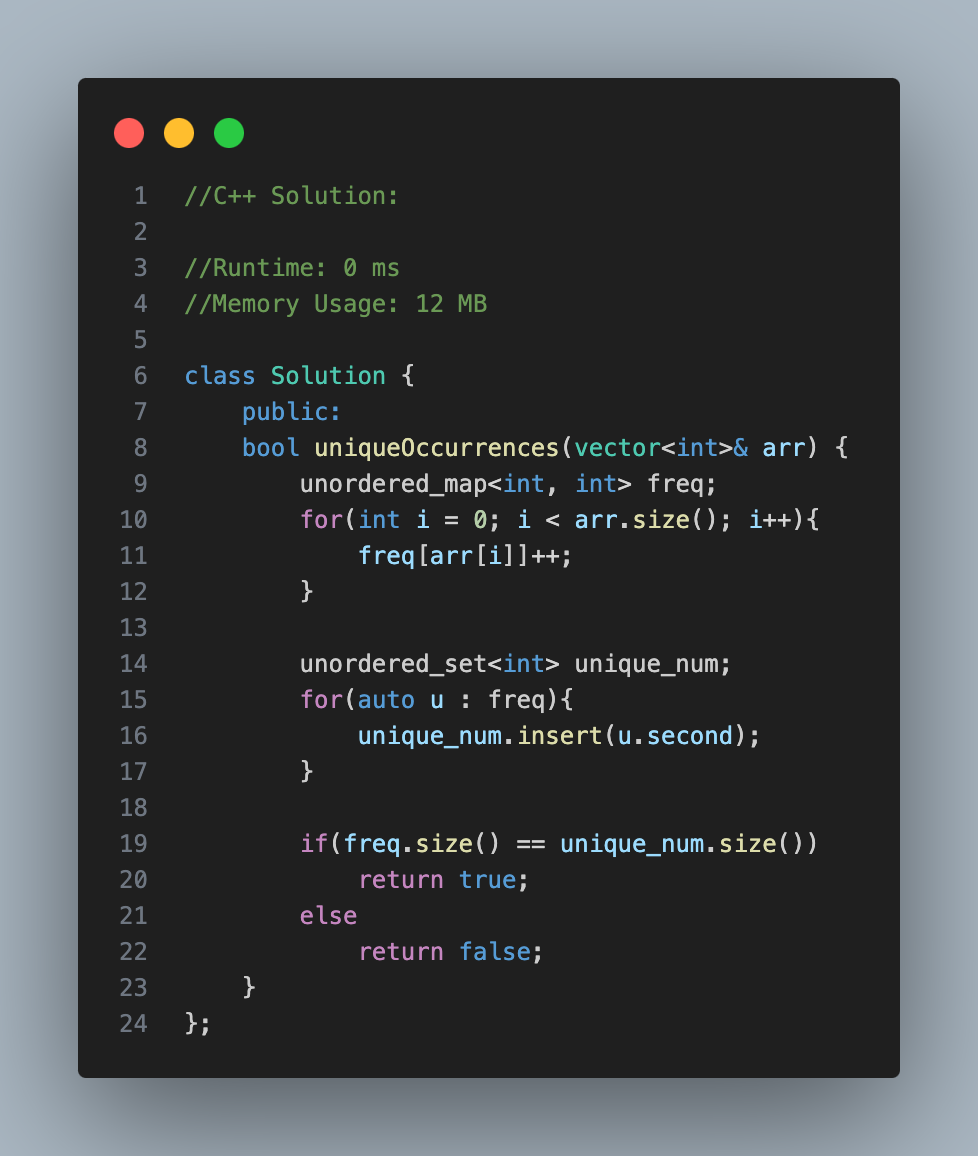 1 //C++ Solution:
2
3 //Runtime: 0 ms
4 //Memory Usage: 12 MB
5
6 class Solution {
7     public:
8     bool uniqueOccurrences(vector<int>& arr) {
9         unordered_map<int, int> freq;
10         for(int i = 0; i < arr.size(); i++){
11             freq[arr[i]]++;
12         }
13
14         unordered_set<int> unique_num;
15         for(auto u : freq){
16             unique_num.insert(u.second);
17         }
18
19         if(freq.size() == unique_num.size())
20             return true;
21         else
22             return false;
23     }
24 };